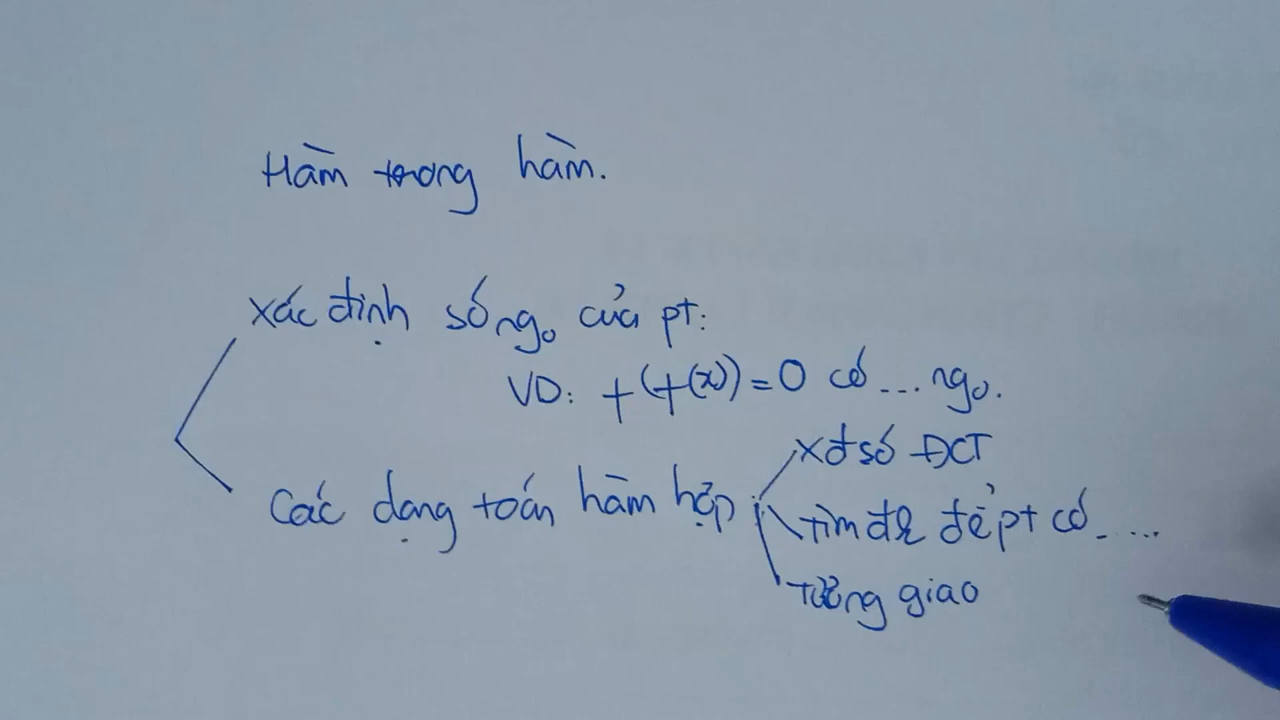 Hàm trong hàm.
Xác định số ngo của pt:
VD: f(f(x)) = 0 có ... ngo.
Các dạng toán hàm hợp
Xđ số ĐCT
Tìm đk để pt có .....
Tương giao